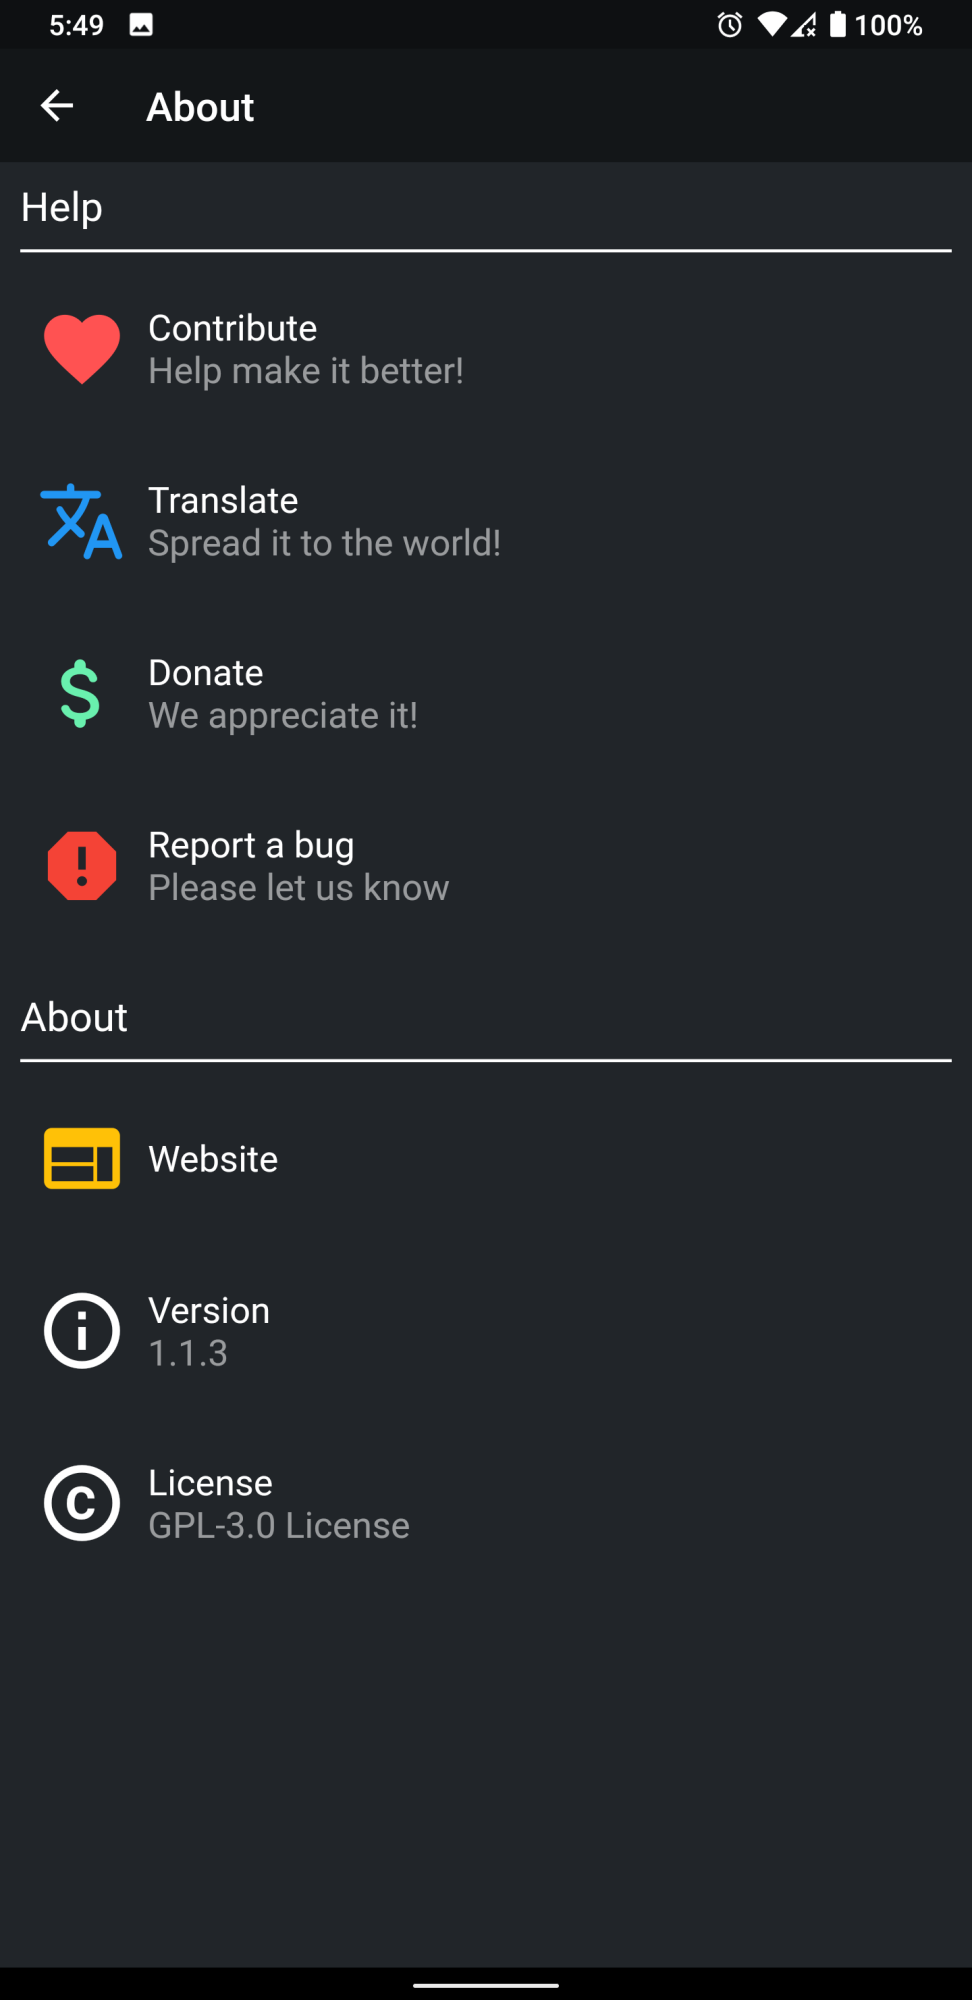 5:49 100%
About
Help
Contribute
Help make it better!
Translate
Spread it to the world!
Donate
We appreciate it!
Report a bug
Please let us know
About
Website
Version
1.1.3
License
GPL-3.0 License